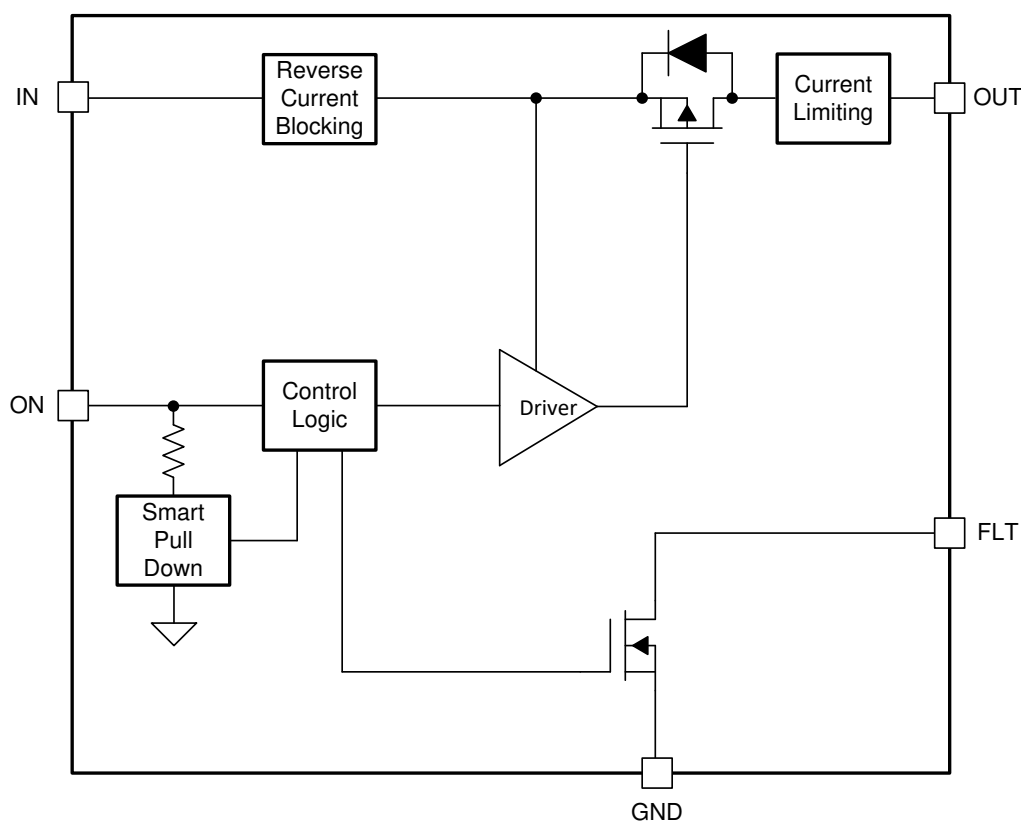 Reverse
Current
Blocking
IN
Current
Limiting
OUT
ON
Control
Logic
Driver
Smart
Pull
Down
FLT
GND